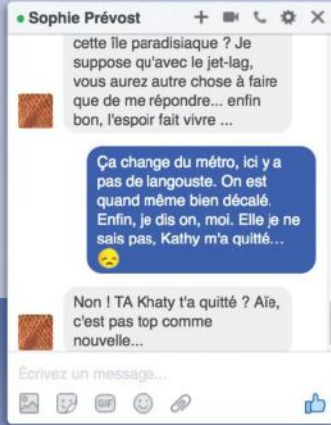 Sophie Prévost
cette île paradisiaque ? Je
suppose qu'avec le jet-lag,
vous aurez autre chose à faire
que de me répondre... enfin
bon, l'espoir fait vivre ...
Ça change du métro, ici y a
pas de langouste. On est
quand même bien décalé.
Enfin, je dis on, moi. Elle je ne
sais pas, Kathy m'a quitté...
Non ! TA Khaty t'a quitté ? Aïe,
c'est pas top comme
nouvelle...
Écrivez un message...
GIF